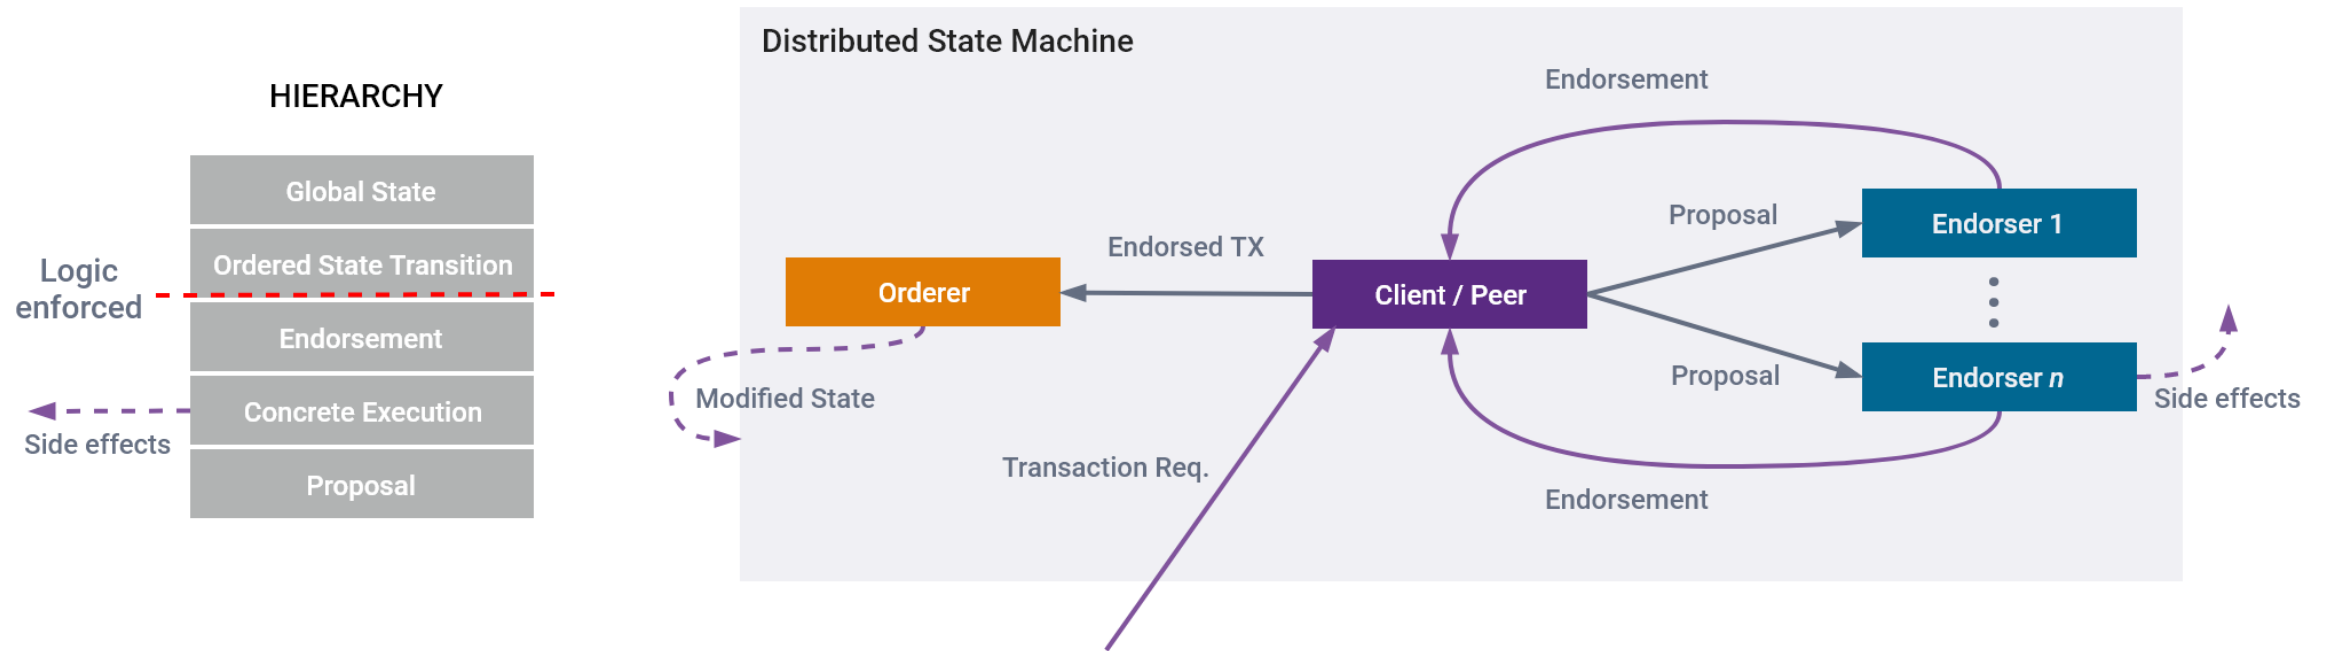 HIERARCHY
Global State
Ordered State Transition
Logic
enforced
Endorsement
Concrete Execution
Side effects
Proposal
Distributed State Machine
Endorsement
Proposal
Endorser 1
Endorsed TX
Orderer
Client / Peer
Proposal
Endorser n
Modified State
Side effects
Transaction Req.
Endorsement